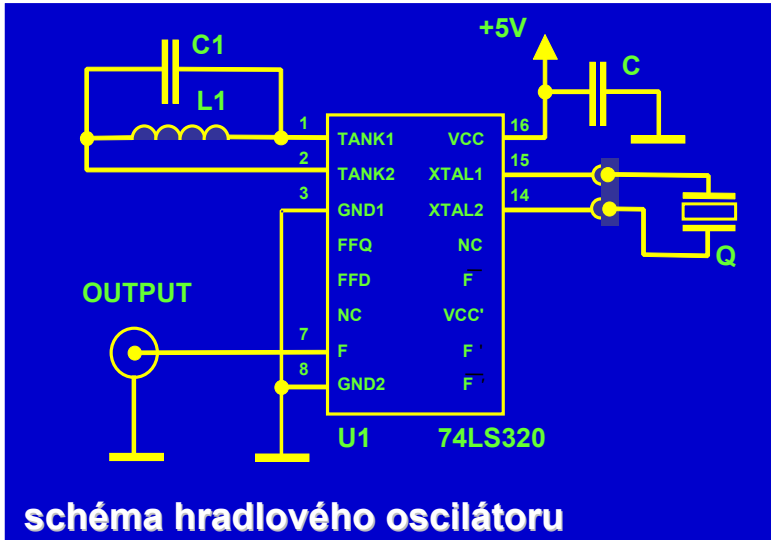 +5V
C1
C
L1
1
16
TANK1
VCC
2
15
TANK2
XTAL1
3
14
GND1
XTAL2
FFQ
NC
Q
FFD
F̅
OUTPUT
NC
VCC'
7
F
F'
8
GND2
F̅'
U1
74LS320
schéma hradlového oscilátoru